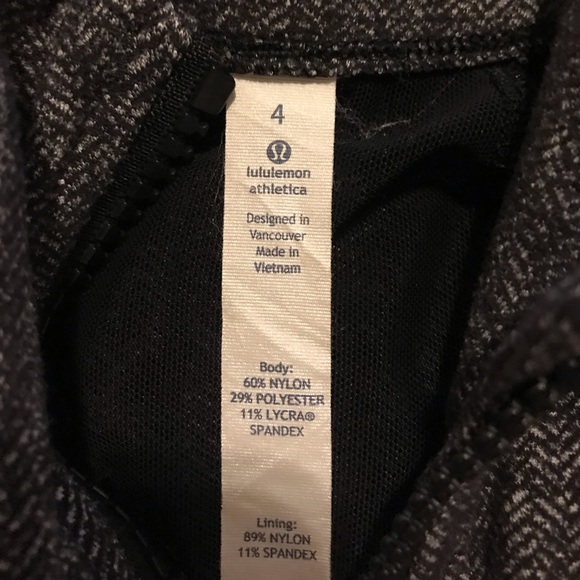 4
lululemon
athletica
Designed in
Vancouver
Made in
Vietnam
Body:
60% NYLON
29% POLYESTER
11% LYCRA®
SPANDEX
Lining:
89% NYLON
11% SPANDEX